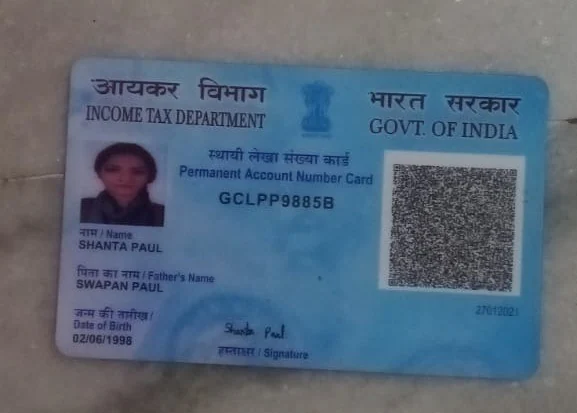 आयकर विभाग
INCOME TAX DEPARTMENT
भारत सरकार
GOVT. OF INDIA
स्थायी लेखा संख्या कार्ड
Permanent Account Number Card
GCLPP9885B
नाम / Name
SHANTA PAUL
पिता का नाम / Father's Name
SWAPAN PAUL
जन्म की तारीख /
Date of Birth
02/06/1998
Shanta Paul
हस्ताक्षर / Signature
27012021